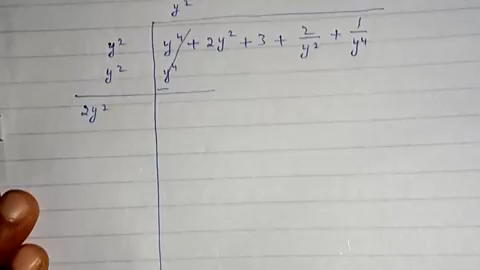 y²
y² y⁴ + 2y² + 3 + 2/y² + 1/y⁴
y² y⁴
2y²